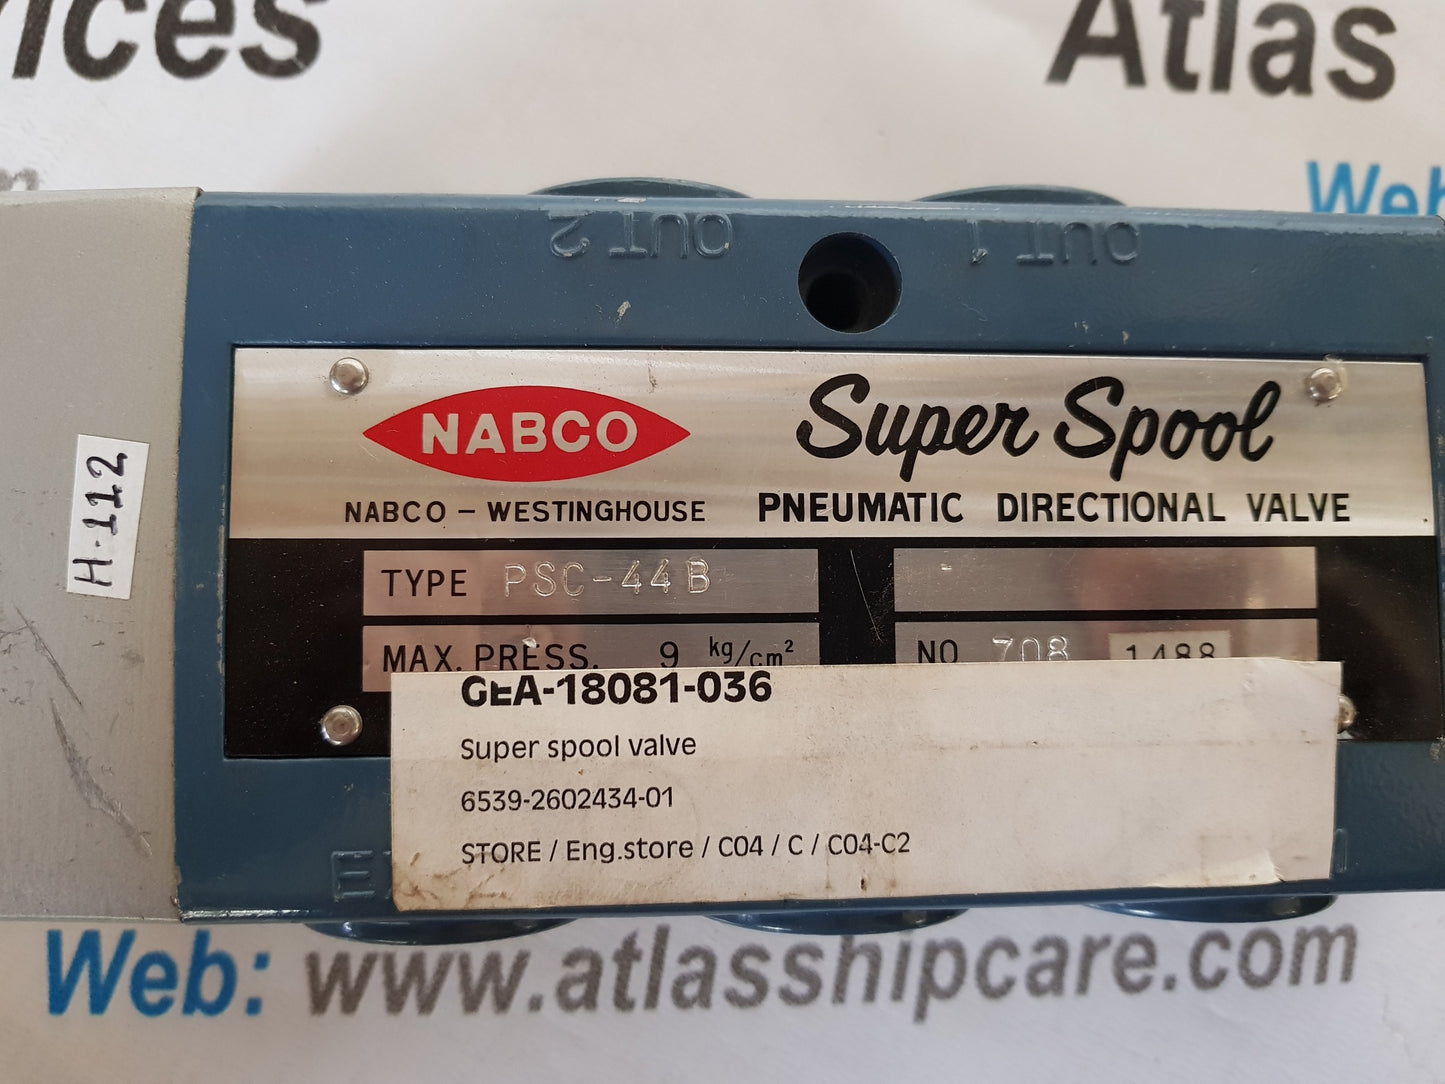 Atlas
Web
OUT 2
OUT 1
NABCO
Super Spool
NABCO – WESTINGHOUSE
PNEUMATIC DIRECTIONAL VALVE
TYPE PSC-44B
MAX. PRESS. 9 kg/cm²
NO 708 1488
H-112
GEA-18081-036
Super spool valve
6539-2602434-01
STORE / Eng.store / C04 / C / C04-C2
Web: www.atlasshipcare.com